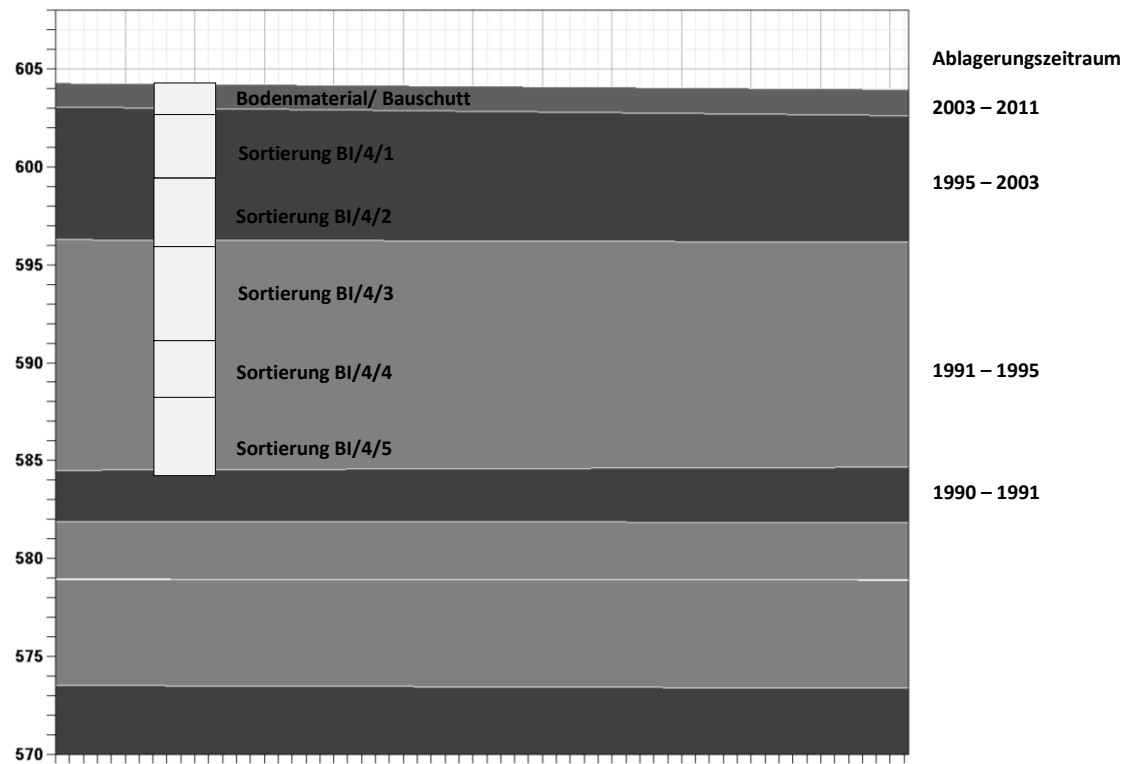 Ablagerungszeitraum
605
Bodenmaterial/ Bauschutt
2003 – 2011
Sortierung BI/4/1
600
1995 – 2003
Sortierung BI/4/2
595
Sortierung BI/4/3
590
Sortierung BI/4/4
1991 – 1995
Sortierung BI/4/5
585
1990 – 1991
580
575
570